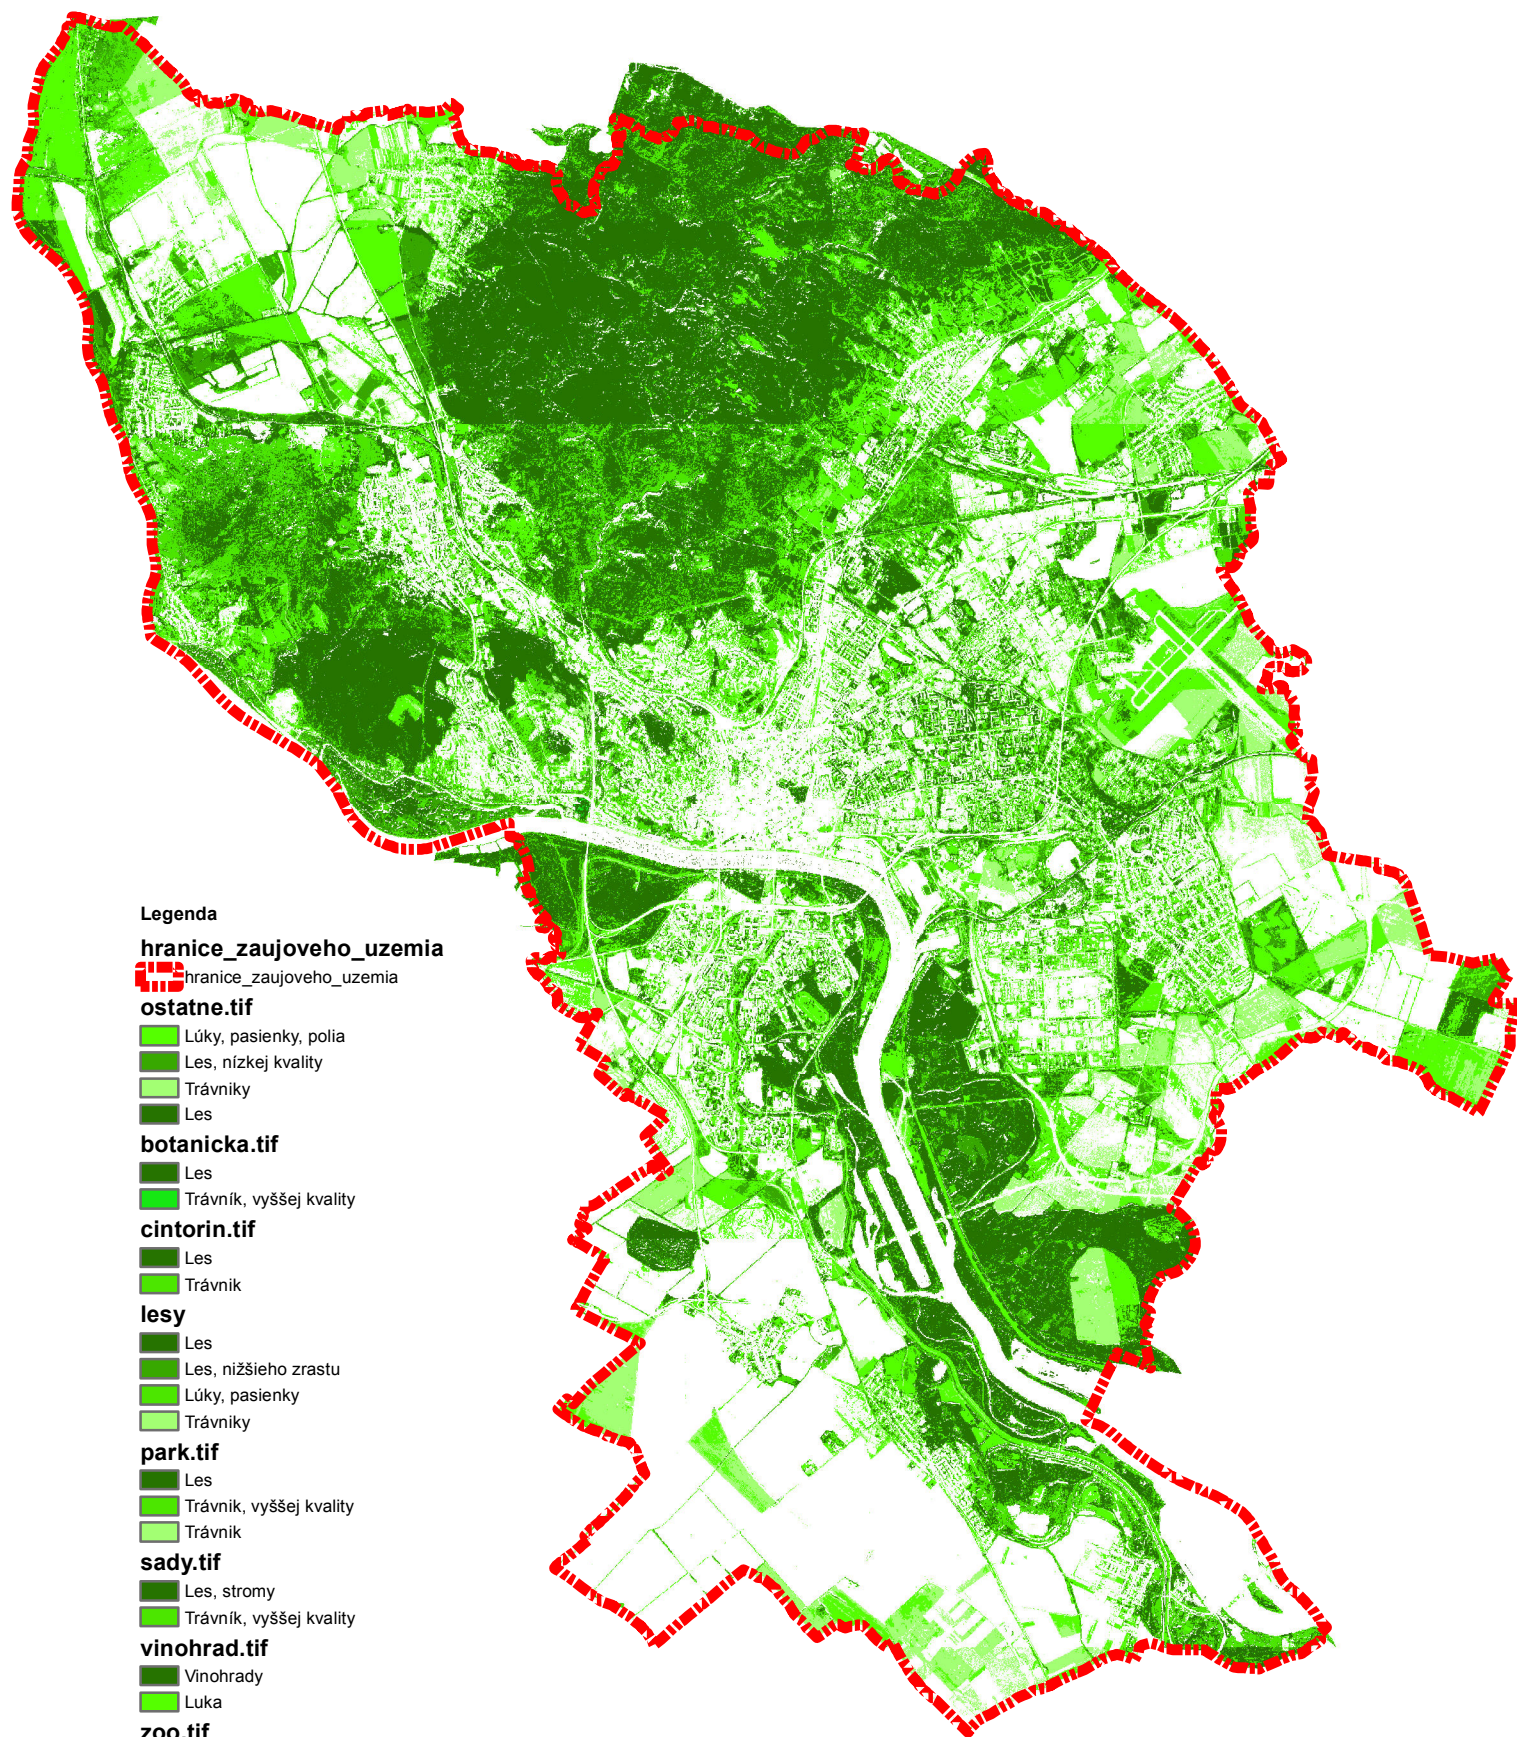 Legenda
hranice_zaujoveho_uzemia
hranice_zaujoveho_uzemia
ostatne.tif
Lúky, pasienky, polia
Les, nízkej kvality
Trávniky
Les
botanicka.tif
Les
Trávník, vyššej kvality
cintorin.tif
Les
Trávnik
lesy
Les
Les, nižšieho zrastu
Lúky, pasienky
Trávniky
park.tif
Les
Trávnik, vyššej kvality
Trávnik
sady.tif
Les, stromy
Trávník, vyššej kvality
vinohrad.tif
Vinohrady
Luka
zoo.tif